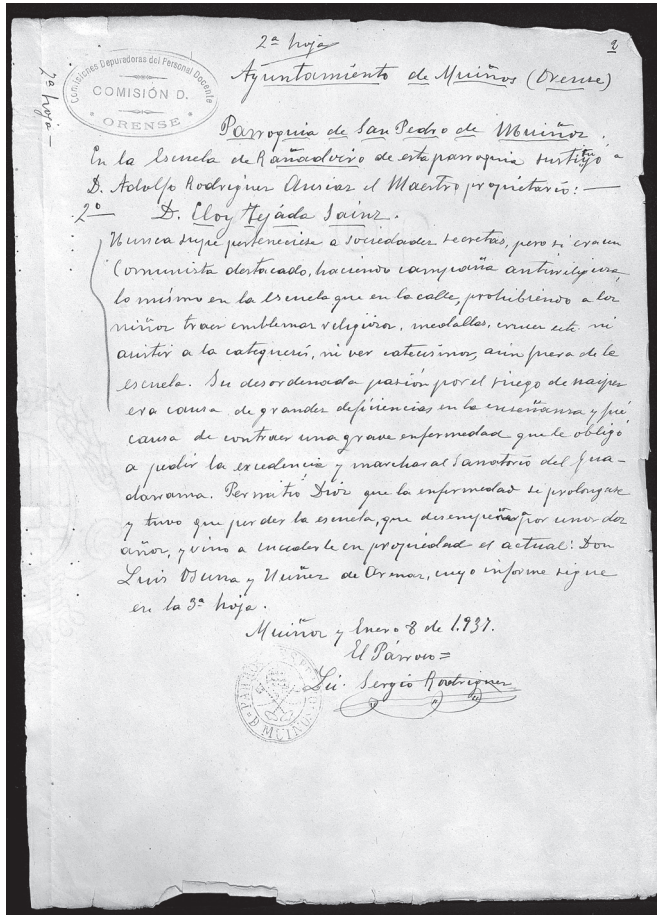 2ª hoja
2
2ª hoja—
Comisiones Depuradoras del Personal Docente
COMISIÓN D.
ORENSE
Ayuntamiento de Muiños (Orense)
Parroquia de San Pedro de Muiños.
En la Escuela de Rañadoiro de esta parroquia sustituyó a
D. Adolfo Rodriguez Ansias el Maestro propietario:—
2º D. Eloy Tejáda Sainz.
Nunca supe perteneciese a sociedades secretas, pero si era un
Comunista destacado, haciendo campaña antireligiosa,
lo mismo en la escuela que en la calle, prohibiendo a los
niños traer emblemas religiosos, medallas, cruces etc ni
asistir a la catequesis, ni ver catecismos, aún fuera de la
escuela. Su desordenada pasión por el juego de naipes
era causa de grandes deficiencias en la enseñanza y fué
causa de contraer una grave enfermedad que le obligó
a pedir la excedencia y marchar al Sanatorio del Gua-
darrama. Permitió Dios que la enfermedad se prolongase
y tuvo que perder la escuela, que desempeñara por unos dos
años, y vino a sucederle en propiedad el actual: Don
Luis Osuna y Nuñez de Arenas, cuyo informe sigue
en la 3ª hoja.
Muiños y Enero 8 de 1.937.
El Párroco=
Lic. Sergio Rodriguez
D MUIÑOS